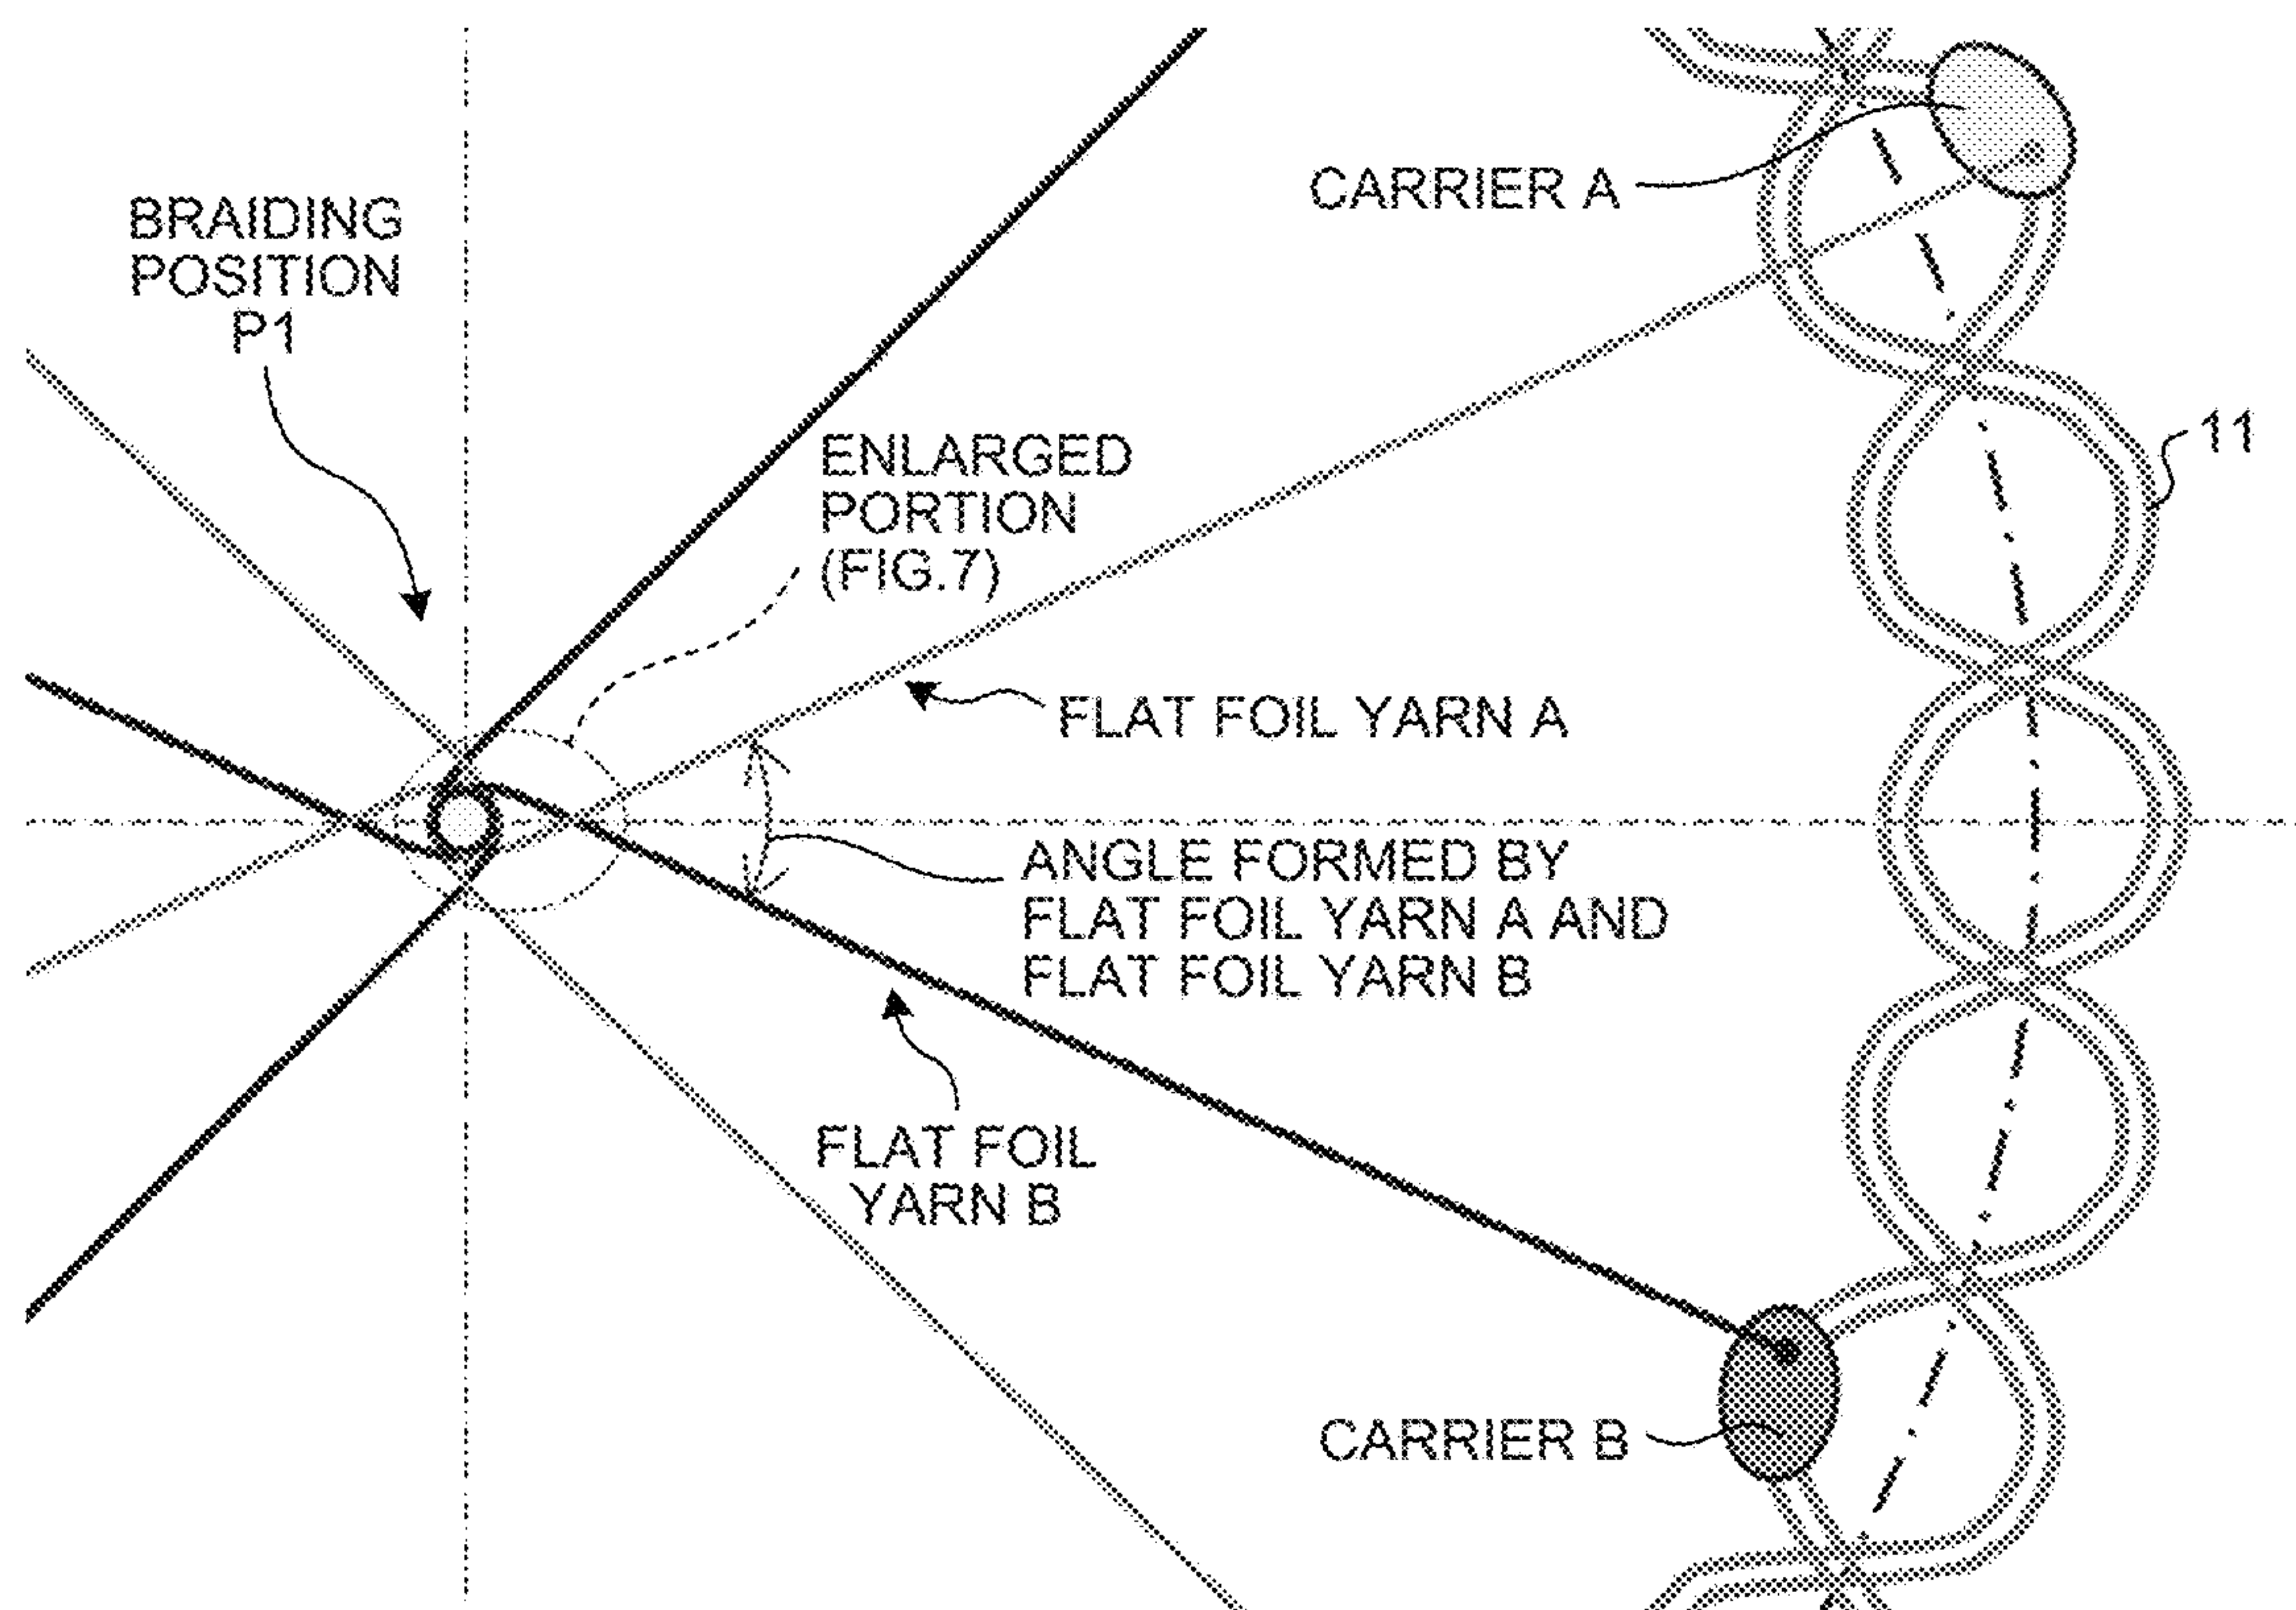 CARRIER A
BRAIDING
POSITION
P1
ENLARGED
PORTION
(FIG.7)
11
FLAT FOIL YARN A
ANGLE FORMED BY
FLAT FOIL YARN A AND
FLAT FOIL YARN B
FLAT FOIL
YARN B
CARRIER B